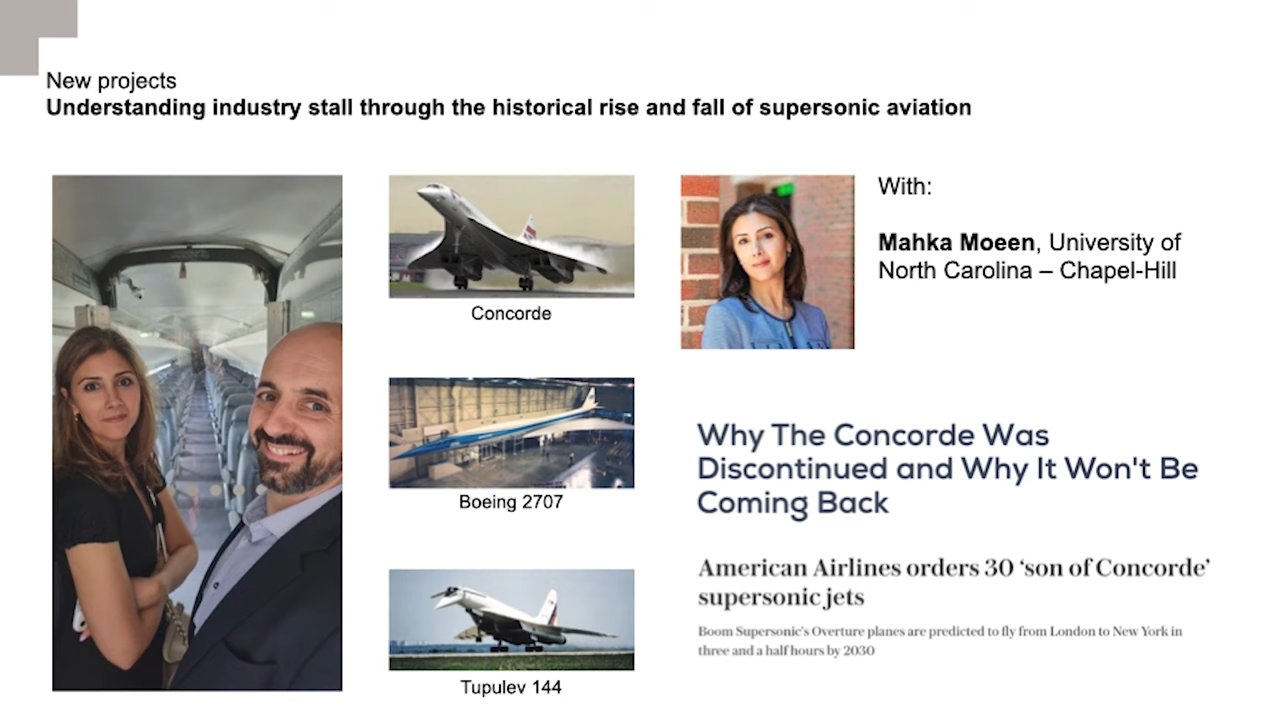 New projects
Understanding industry stall through the historical rise and fall of supersonic aviation
Concorde
Boeing 2707
Tupulev 144
With:
Mahka Moeen, University of
North Carolina – Chapel-Hill
Why The Concorde Was
Discontinued and Why It Won't Be
Coming Back
American Airlines orders 30 ‘son of Concorde’
supersonic jets
Boom Supersonic's Overture planes are predicted to fly from London to New York in
three and a half hours by 2030